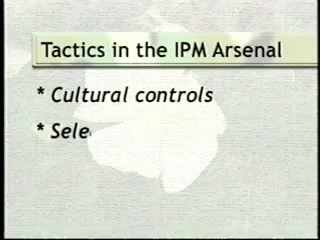 Tactics in the IPM Arsenal
* Cultural controls
* Sele